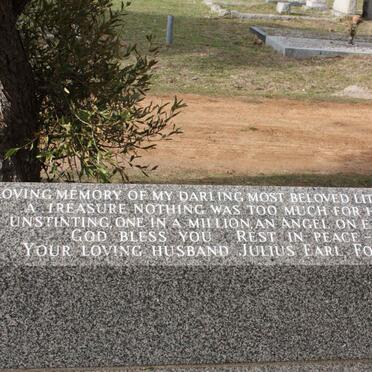 LOVING MEMORY OF MY DARLING MOST BELOVED
A TREASURE NOTHING WAS TOO MUCH FOR
UNSTINTING, ONE IN A MILLION, AN ANGEL ON
GOD BLESS YOU REST IN PEACE
YOUR LOVING HUSBAND JULIUS EARL